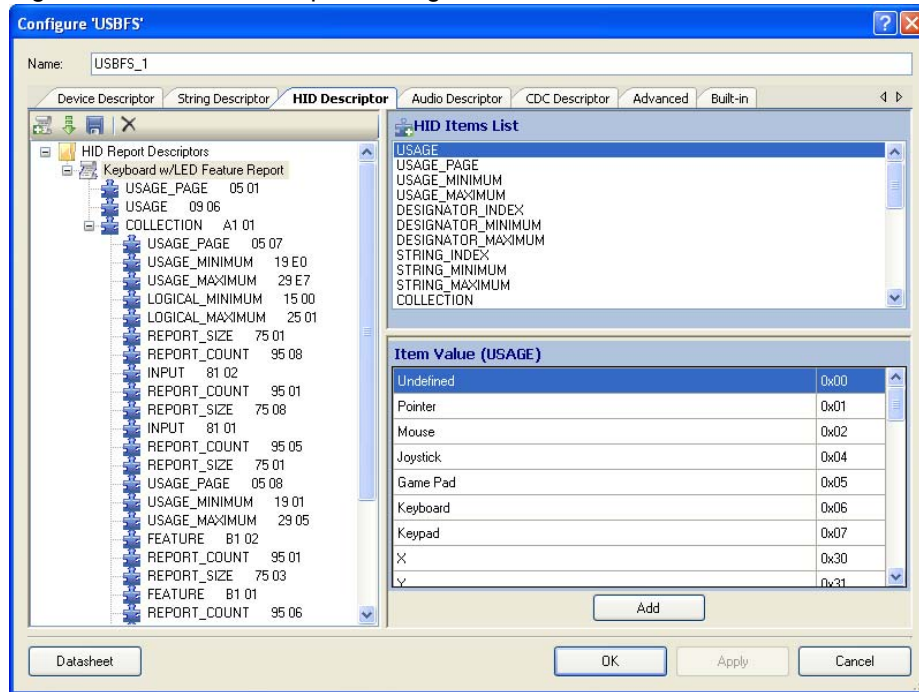 Configure 'USBFS'
Name: USBFS_1
Device Descriptor String Descriptor HID Descriptor Audio Descriptor CDC Descriptor Advanced Built-in
HID Report Descriptors
Keyboard w/LED Feature Report
USAGE_PAGE 05 01
USAGE 09 06
COLLECTION A1 01
USAGE_PAGE 05 07
USAGE_MINIMUM 19 E0
USAGE_MAXIMUM 29 E7
LOGICAL_MINIMUM 15 00
LOGICAL_MAXIMUM 25 01
REPORT_SIZE 75 01
REPORT_COUNT 95 08
INPUT 81 02
REPORT_COUNT 95 01
REPORT_SIZE 75 08
INPUT 81 01
REPORT_COUNT 95 05
REPORT_SIZE 75 01
USAGE_PAGE 05 08
USAGE_MINIMUM 19 01
USAGE_MAXIMUM 29 05
FEATURE B1 02
REPORT_COUNT 95 01
REPORT_SIZE 75 03
FEATURE B1 01
REPORT_COUNT 95 06
HID Items List
USAGE
USAGE_PAGE
USAGE_MINIMUM
USAGE_MAXIMUM
DESIGNATOR_INDEX
DESIGNATOR_MINIMUM
DESIGNATOR_MAXIMUM
STRING_INDEX
STRING_MINIMUM
STRING_MAXIMUM
COLLECTION
Item Value (USAGE)
Undefined 0x00
Pointer 0x01
Mouse 0x02
Joystick 0x04
Game Pad 0x05
Keyboard 0x06
Keypad 0x07
X 0x30
Y 0x31
Add
Datasheet OK Apply Cancel